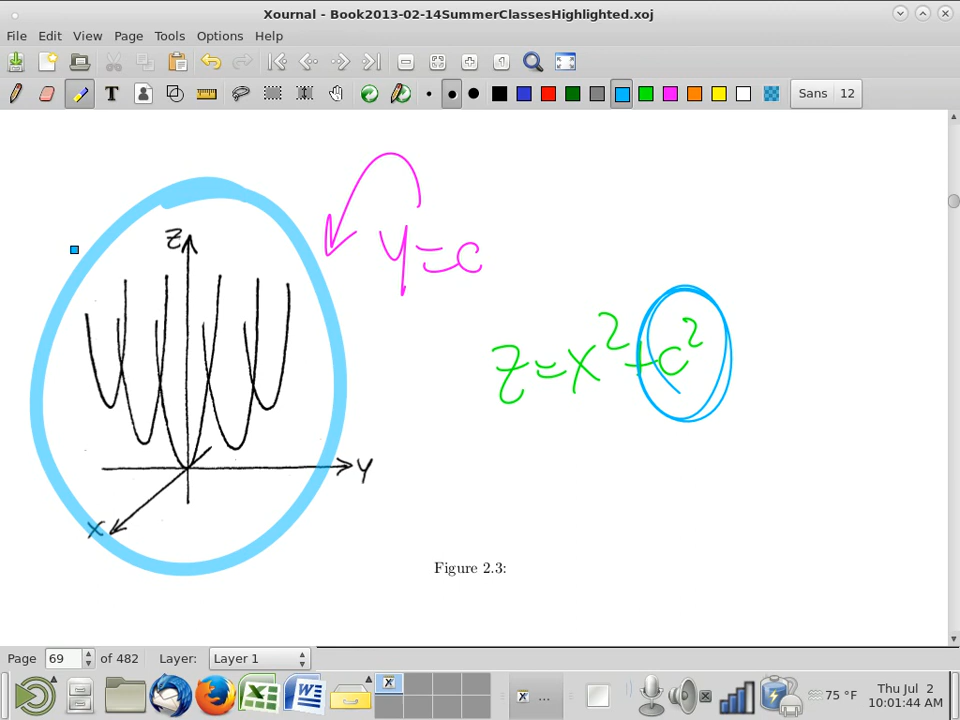 Xournal - Book2013-02-14SummerClassesHighlighted.xoj
File Edit View Page Tools Options Help
T Sans 12
y=c
z
z=x²+c²
y
x
Figure 2.3:
Page 69 of 482 Layer: Layer 1
... 75 °F Thu Jul 2
10:01:44 AM